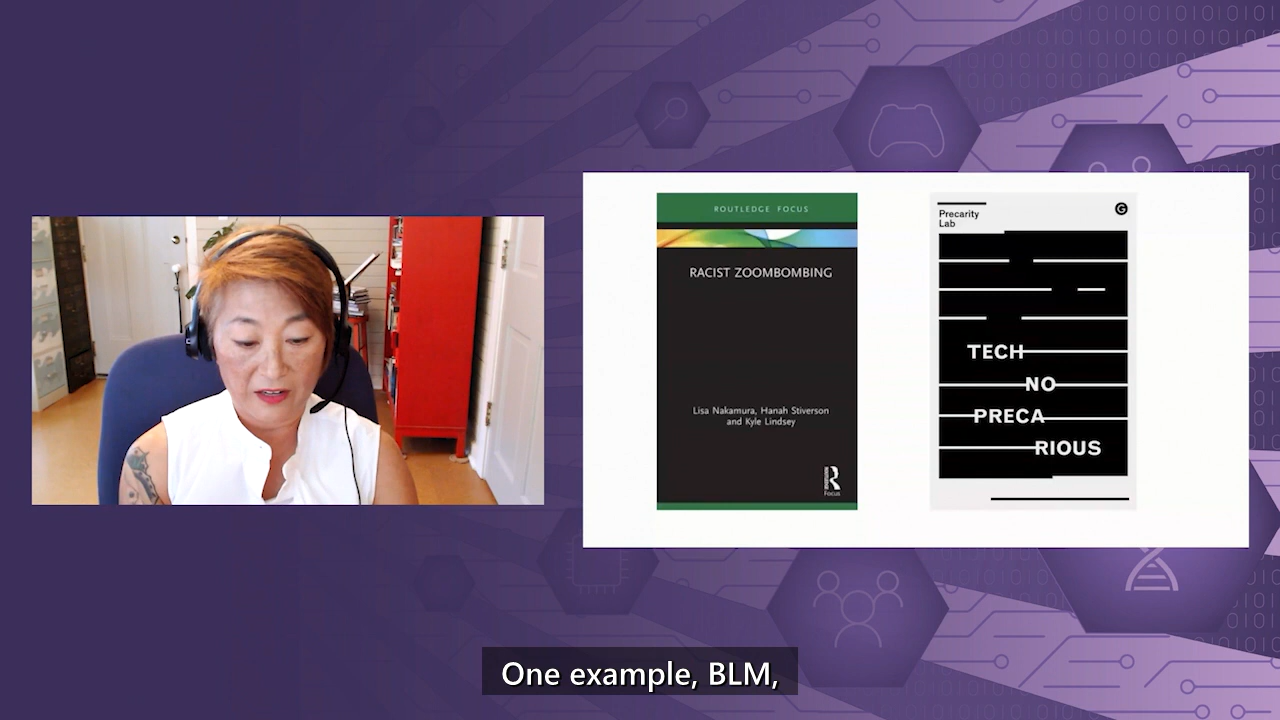 ROUTLEDGE FOCUS
RACIST ZOOMBOMBING
Lisa Nakamura, Hanah Stiverson
and Kyle Lindsey
R
Focus
Precarity
Lab
G
TECH
NO
PRECA
RIOUS
One example, BLM,